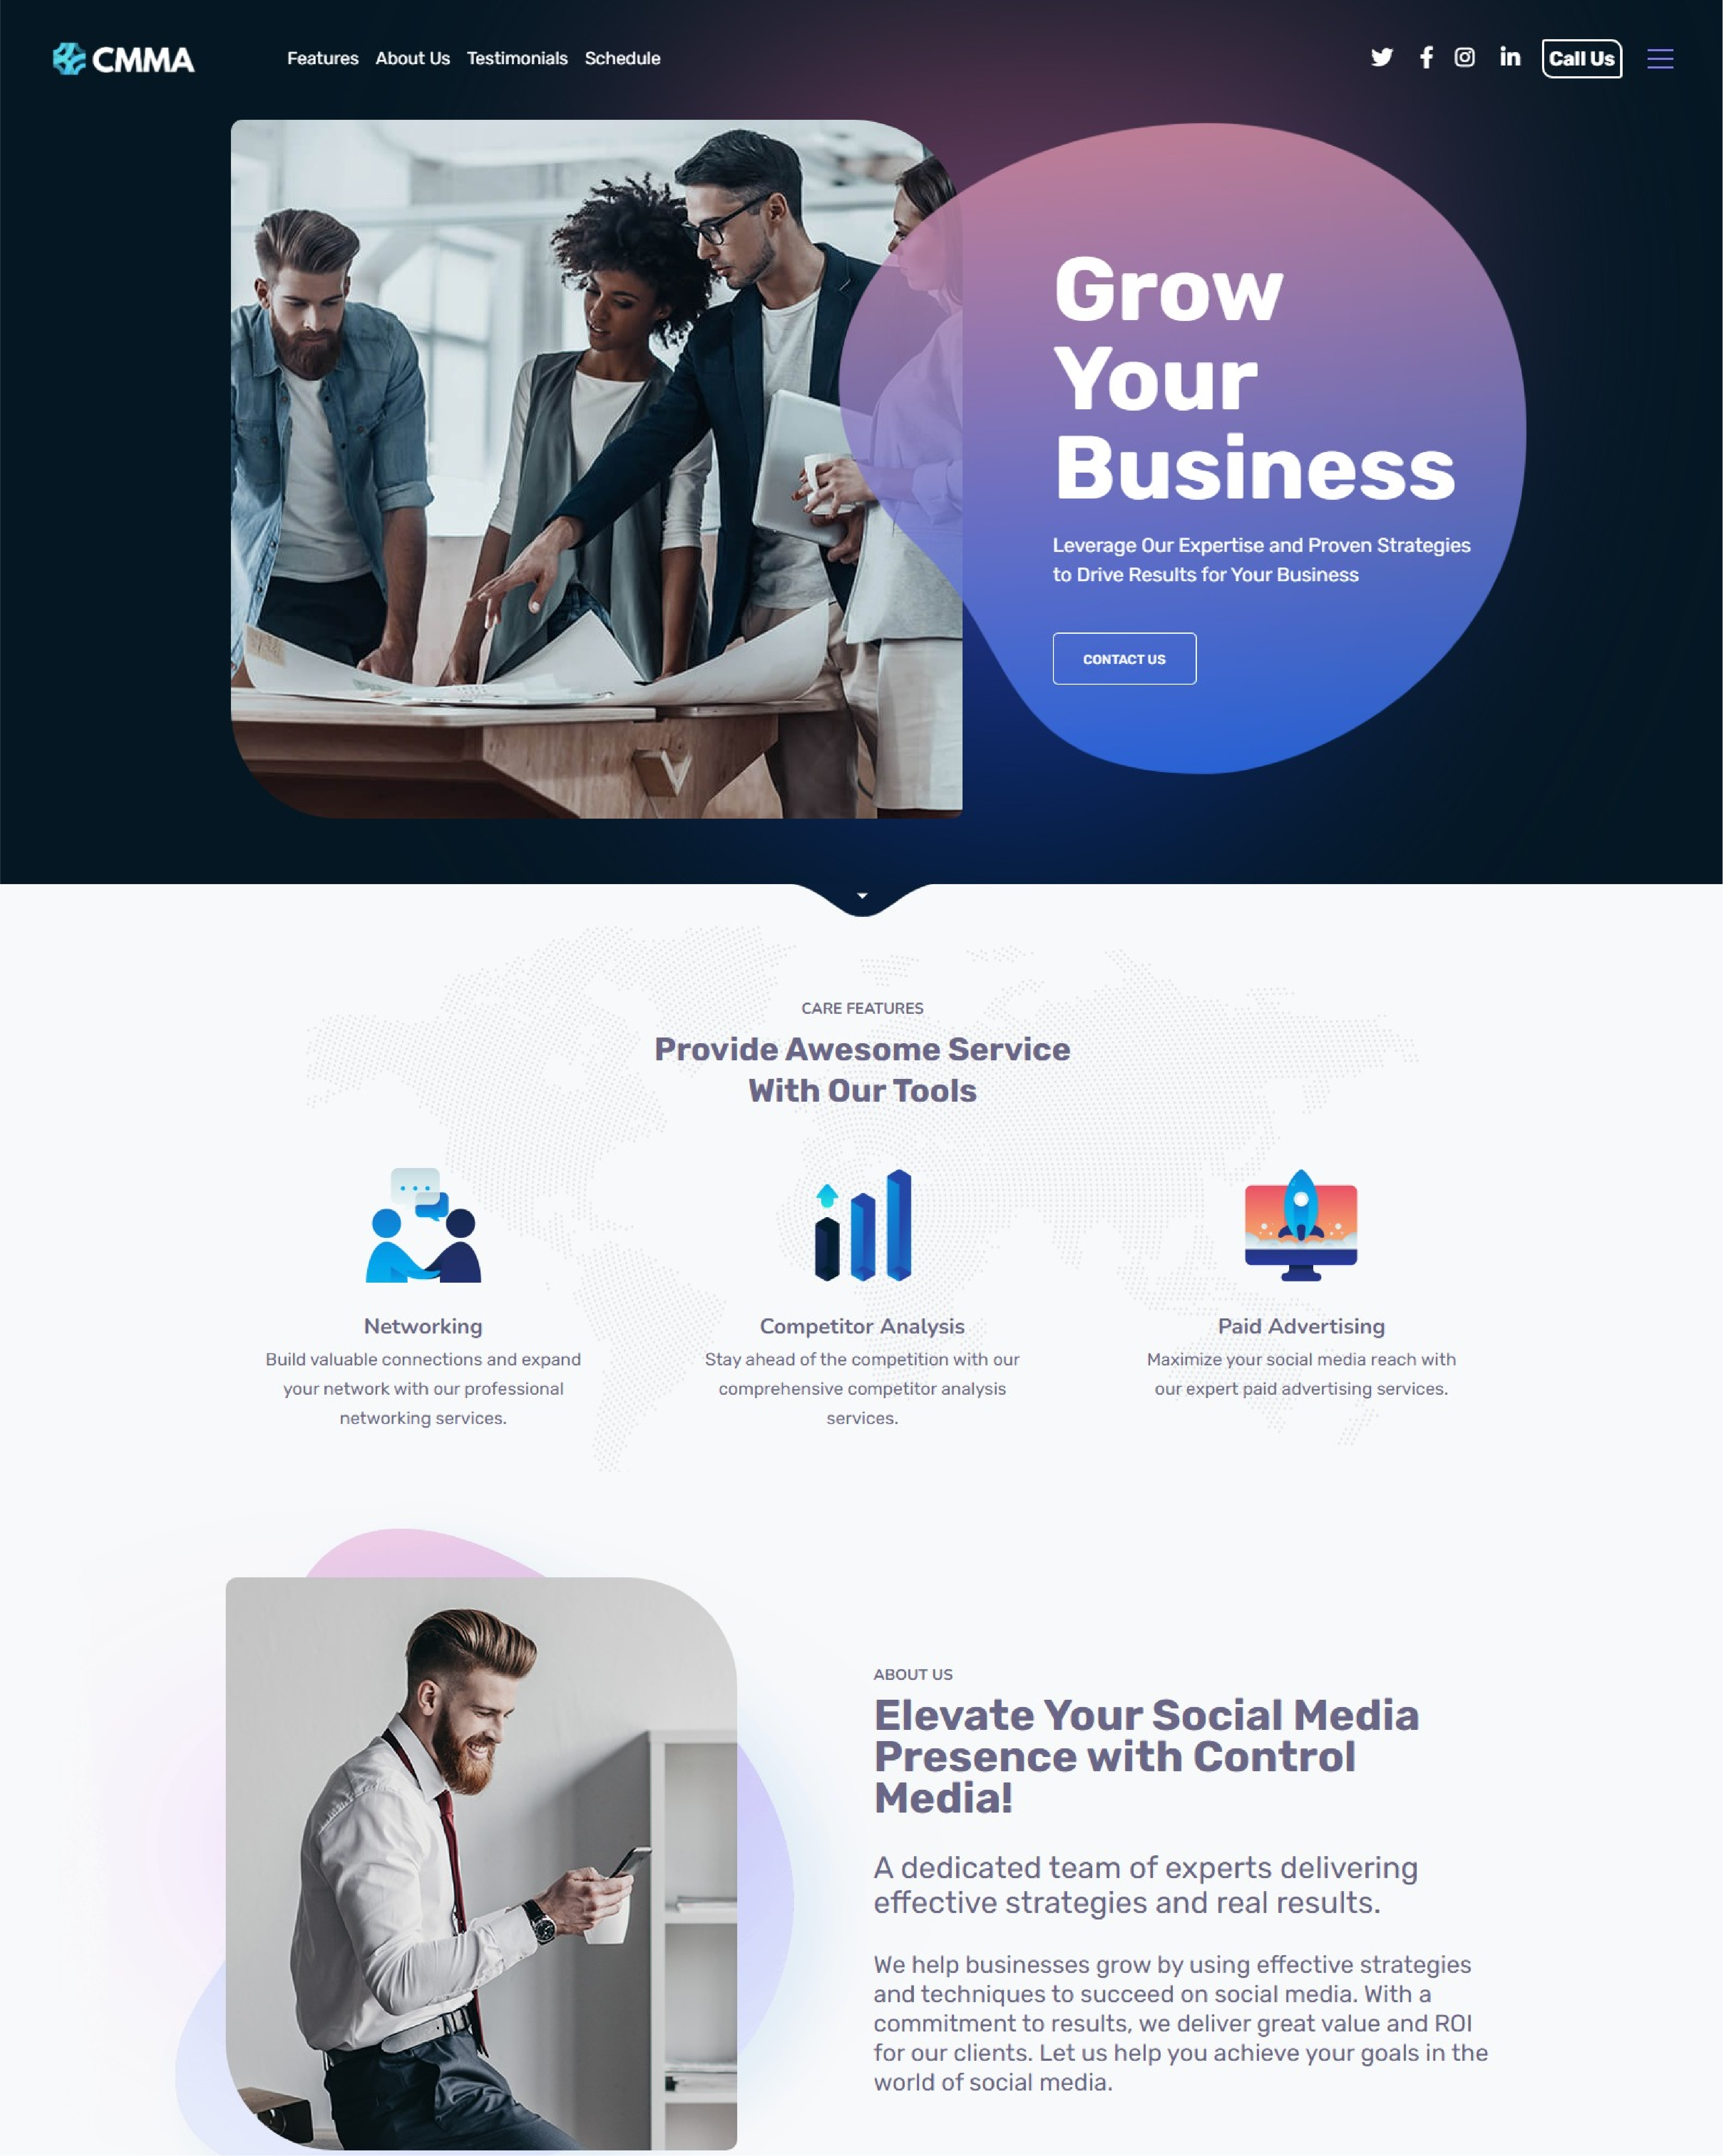 CMMA
Features About Us Testimonials Schedule
Call Us
Grow
Your
Business
Leverage Our Expertise and Proven Strategies
to Drive Results for Your Business
CONTACT US
CARE FEATURES
Provide Awesome Service
With Our Tools
Networking
Build valuable connections and expand
your network with our professional
networking services.
Competitor Analysis
Stay ahead of the competition with our
comprehensive competitor analysis
services.
Paid Advertising
Maximize your social media reach with
our expert paid advertising services.
ABOUT US
Elevate Your Social Media
Presence with Control
Media!
A dedicated team of experts delivering
effective strategies and real results.
We help businesses grow by using effective strategies
and techniques to succeed on social media. With a
commitment to results, we deliver great value and ROI
for our clients. Let us help you achieve your goals in the
world of social media.